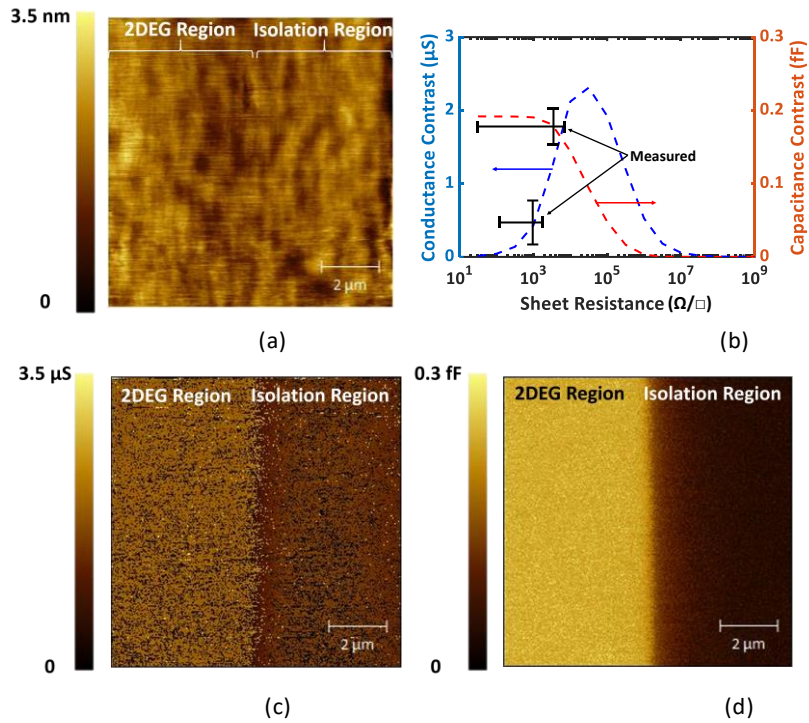 3.5 nm
2DEG Region
Isolation Region
0
2 μm
(a)
3
2
1
0
Conductance Contrast (μS)
0.3
0.2
0.1
0
Capacitance Contrast (fF)
Measured
10¹ 10³ 10⁵ 10⁷ 10⁹
Sheet Resistance (Ω/□)
(b)
3.5 μS
2DEG Region
Isolation Region
0
2 μm
(c)
0.3 fF
2DEG Region
Isolation Region
0
2 μm
(d)